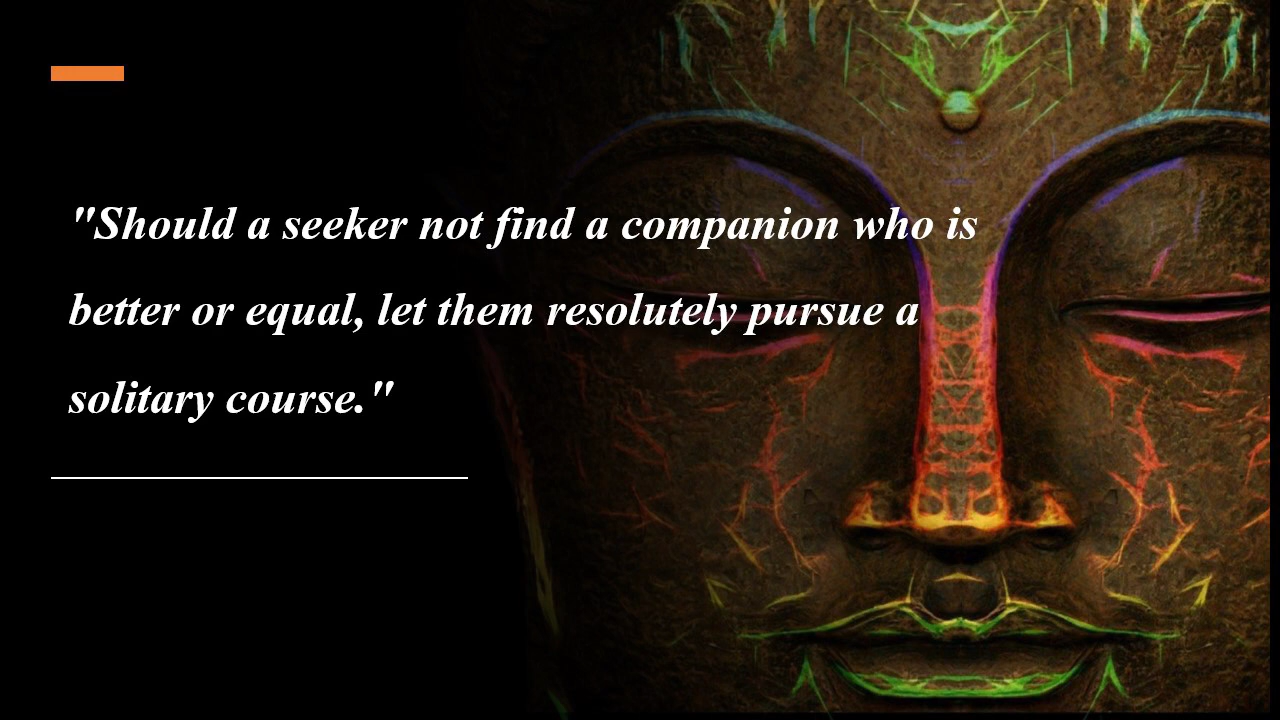 "Should a seeker not find a companion who is
better or equal, let them resolutely pursue a
solitary course."